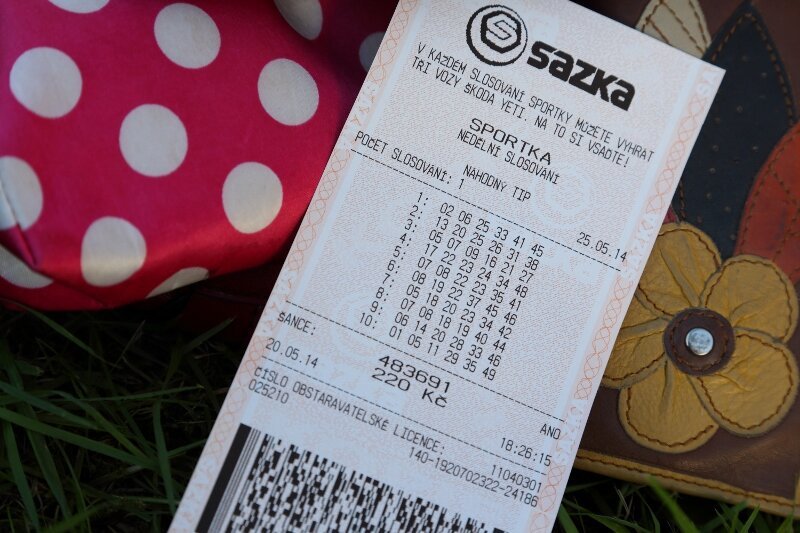 sazka
V KAŽDÉM SLOSOVÁNÍ SPORTKY MŮŽETE VYHRÁT
TŘI VOZY ŠKODA YETI. NA TO SI VSAĎTE!
SPORTKA
NEDĚLNÍ SLOSOVÁNÍ
NÁHODNÝ TIP
POČET SLOSOVÁNÍ: 1 25.05.14
1: 02 06 25 33 41 45
2: 13 20 25 26 31 38
3: 05 07 09 16 21 27
4: 17 22 23 24 34 48
5: 07 08 22 23 35 41
6: 08 19 22 37 45 46
7: 05 18 20 23 34 42
8: 07 08 18 19 40 44
9: 06 14 20 28 33 46
10: 01 05 11 29 35 49
ŠANCE: 483691 ANO
220 Kč
20.05.14 18:26:15
ČÍSLO OBSTARAVATELSKÉ LICENCE: 11040301
025210 140-1920702322-24186